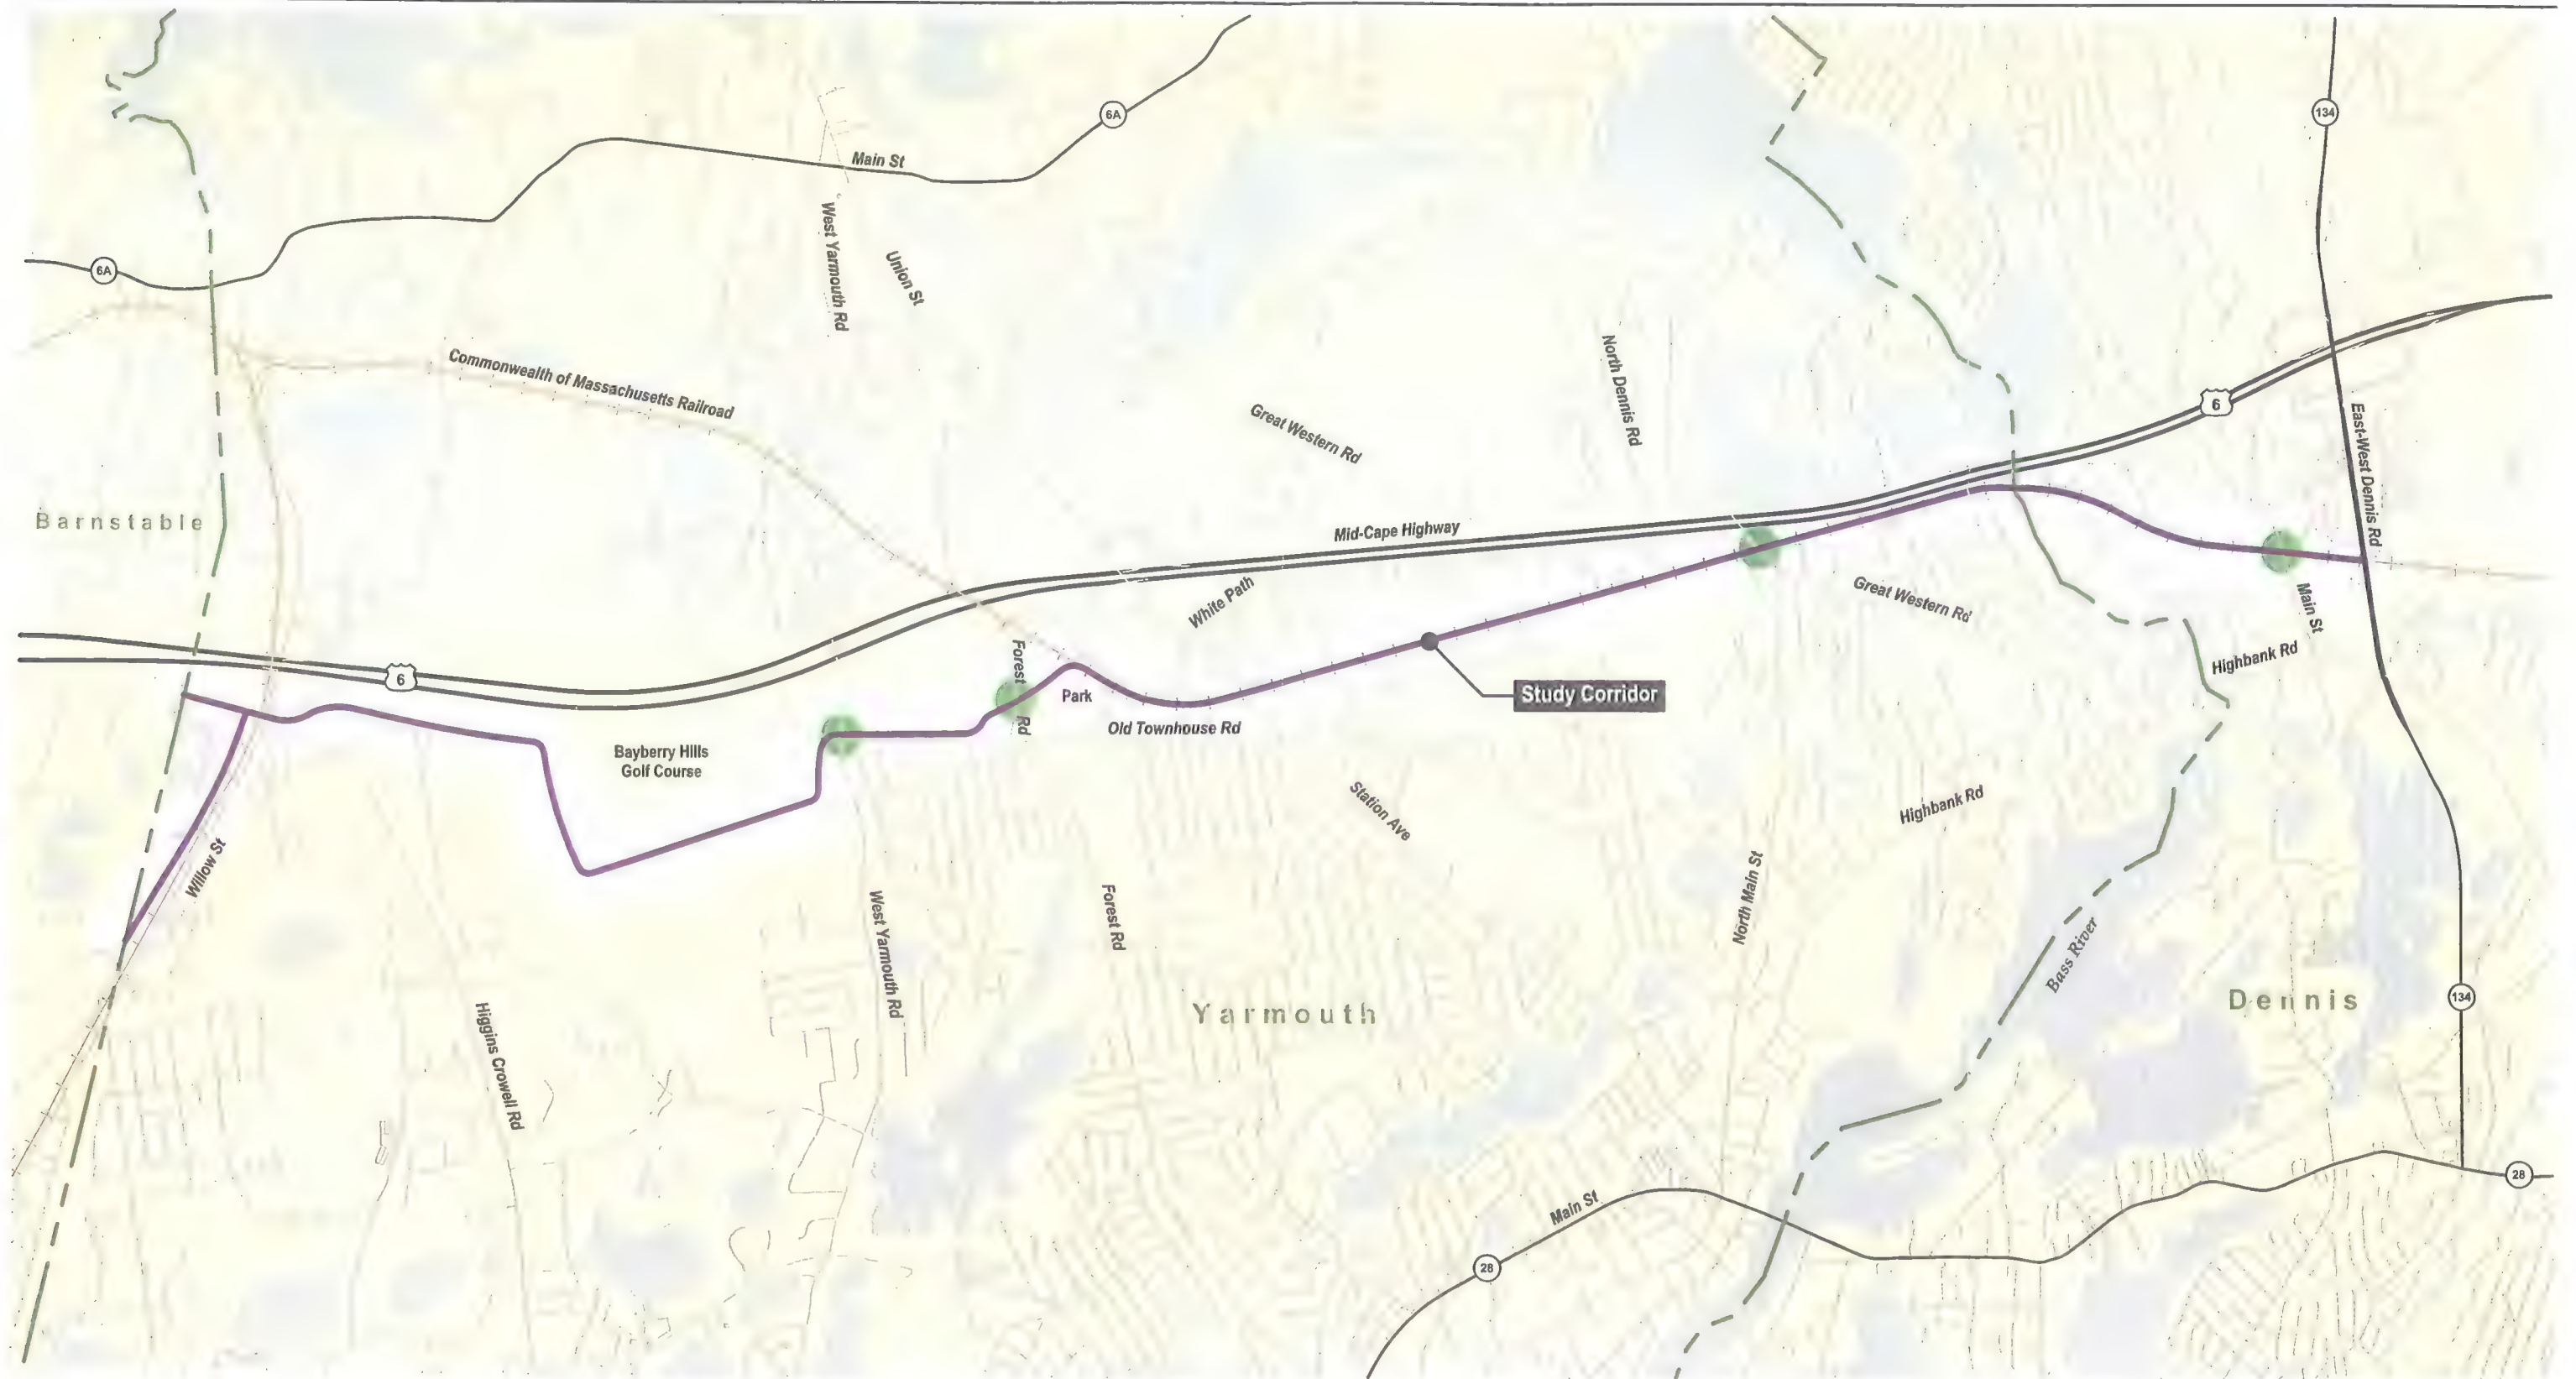 6A
134
Main St
West Yarmouth Rd
Union St
6A
Commonwealth of Massachusetts Railroad
North Dennis Rd
Great Western Rd
6
East-West Dennis Rd
Barnstable
Mid-Cape Highway
White Path
Great Western Rd
Main St
Highbank Rd
6
Forest
Rd
Park
Study Corridor
Old Townhouse Rd
Bayberry Hills
Golf Course
Station Ave
Highbank Rd
Willow St
West Yarmouth Rd
Forest Rd
North Main St
Bass River
Higgins Crowell Rd
Yarmouth
Dennis
134
28
Main St
28